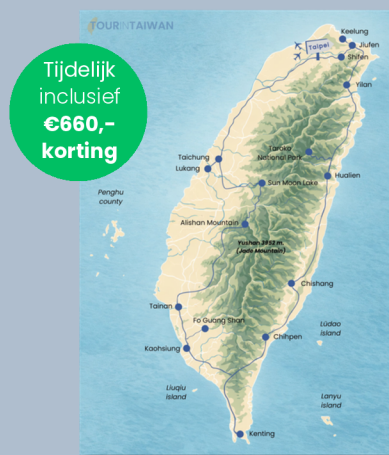 TOURINTAIWAN
Tijdelijk
inclusief
€660,-
korting
Keelung
Jiufen
Taipei
Shifen
Yilan
Taroko
National Park
Taichung
Lukang
Sun Moon Lake
Hualien
Penghu
county
Alishan Mountain
Yushan 3952 m.
(Jade Mountain)
Chishang
Tainan
Fo Guang Shan
Lüdao
island
Chihpen
Kaohsiung
Liuqiu
island
Lanyu
island
Kenting